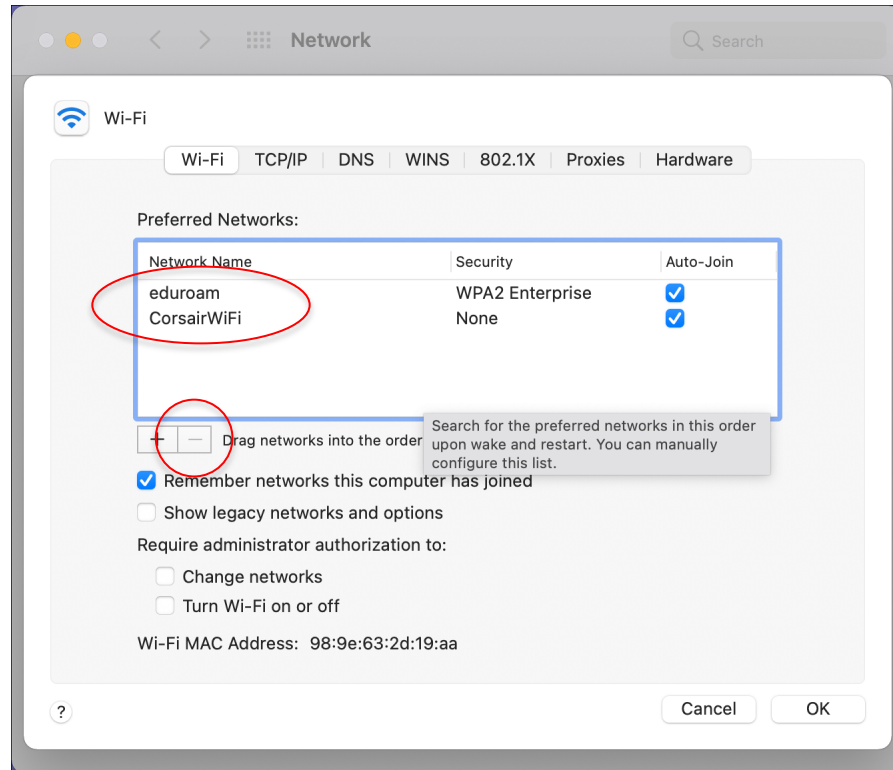 Network
Search
Wi-Fi
Wi-Fi TCP/IP DNS WINS 802.1X Proxies Hardware
Preferred Networks:
Network Name Security Auto-Join
eduroam WPA2 Enterprise
CorsairWiFi None
+ − Drag networks into the order
Search for the preferred networks in this order
upon wake and restart. You can manually
configure this list.
Remember networks this computer has joined
Show legacy networks and options
Require administrator authorization to:
Change networks
Turn Wi-Fi on or off
Wi-Fi MAC Address: 98:9e:63:2d:19:aa
? Cancel OK